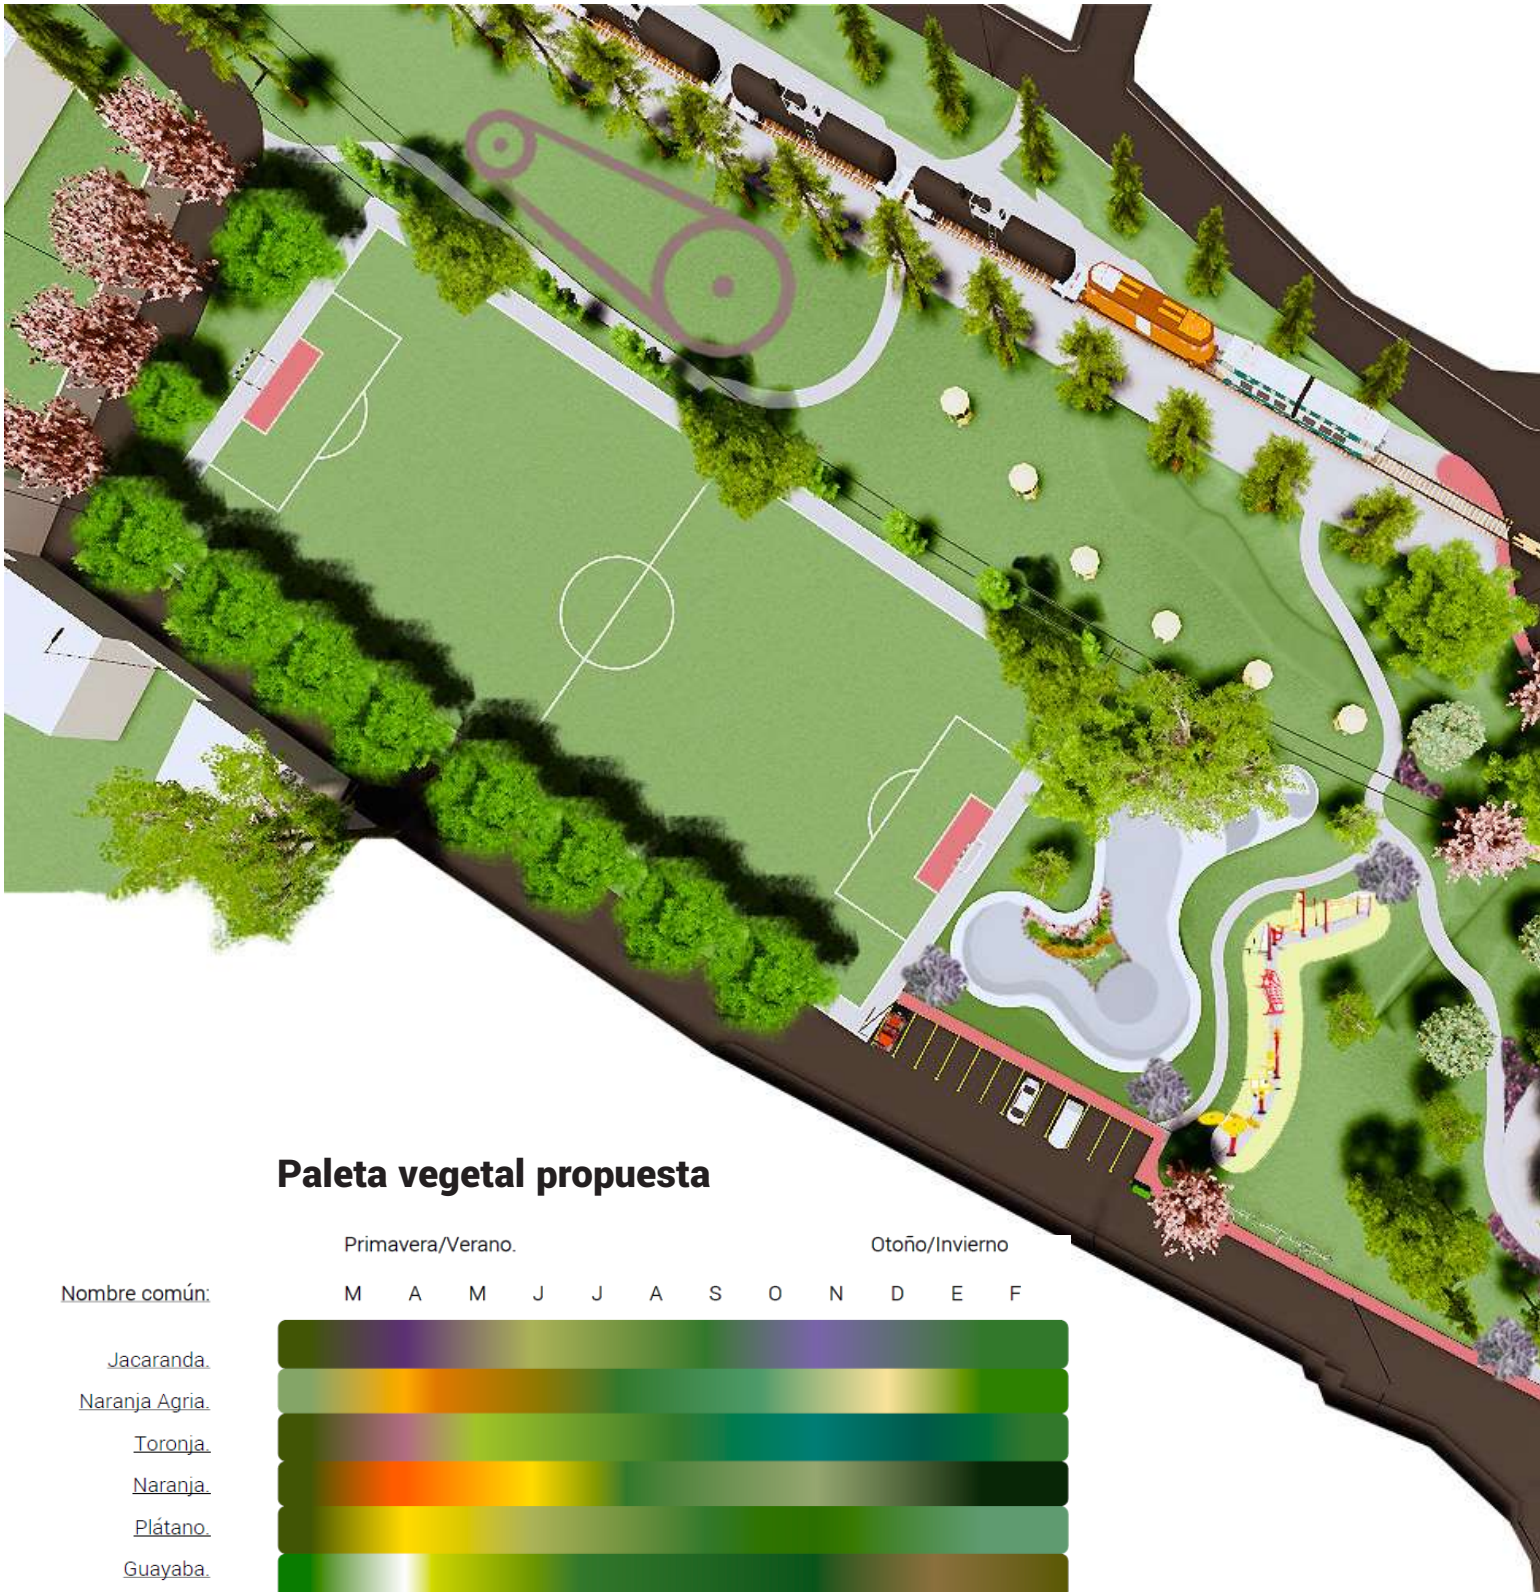 Paleta vegetal propuesta
Primavera/Verano. Otoño/Invierno
Nombre común: M A M J J A S O N D E F
Jacaranda.
Naranja Agria.
Toronja.
Naranja.
Plátano.
Guayaba.